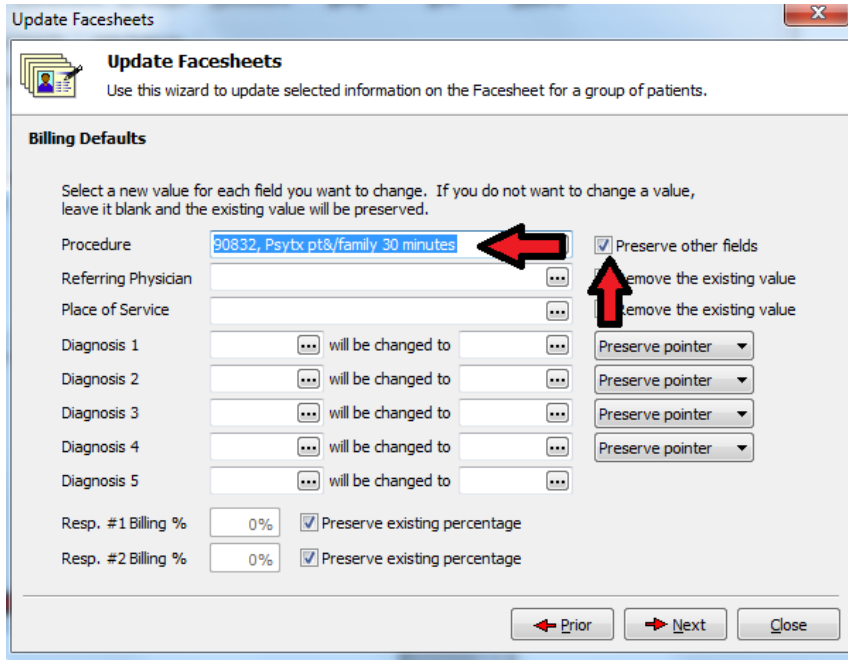 Update Facesheets
Update Facesheets
Use this wizard to update selected information on the Facesheet for a group of patients.
Billing Defaults
Select a new value for each field you want to change. If you do not want to change a value,
leave it blank and the existing value will be preserved.
Procedure 90832, Psytx pt&/family 30 minutes Preserve other fields
Referring Physician ... emove the existing value
Place of Service ... emove the existing value
Diagnosis 1 ... will be changed to ... Preserve pointer
Diagnosis 2 ... will be changed to ... Preserve pointer
Diagnosis 3 ... will be changed to ... Preserve pointer
Diagnosis 4 ... will be changed to ... Preserve pointer
Diagnosis 5 ... will be changed to ...
Resp. #1 Billing % 0% Preserve existing percentage
Resp. #2 Billing % 0% Preserve existing percentage
Prior Next Close